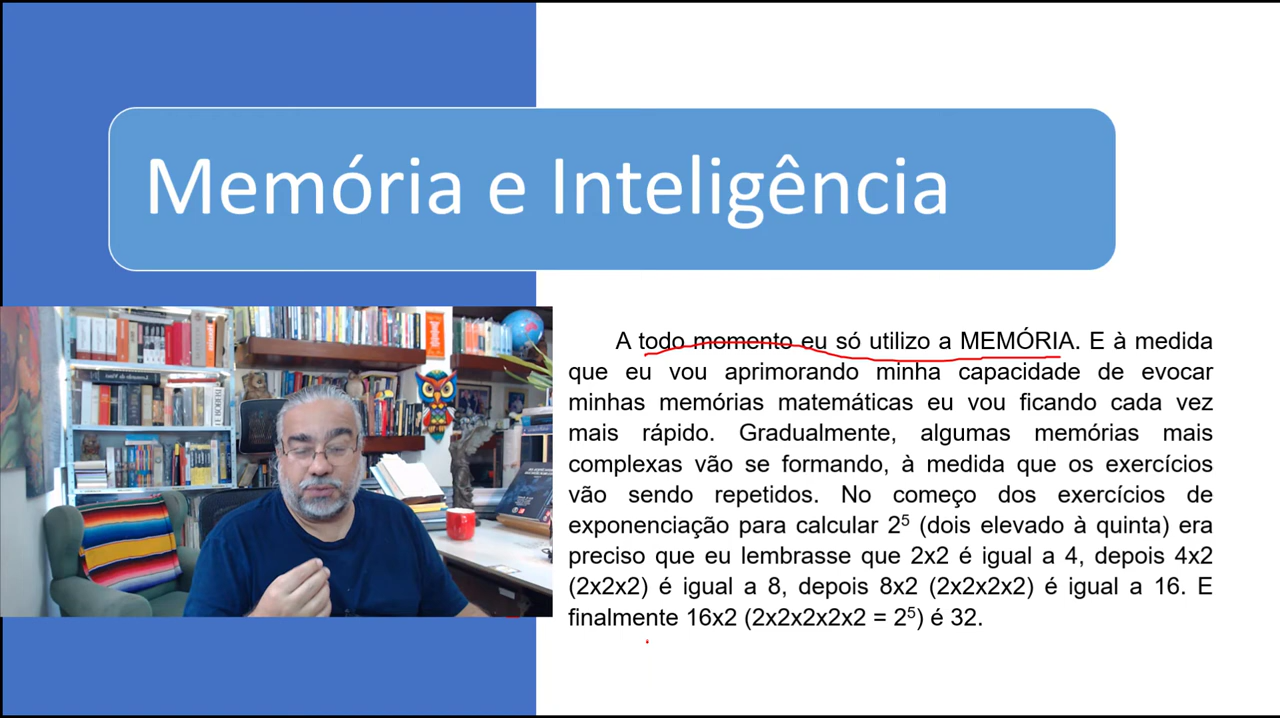 Memória e Inteligência
A todo momento eu só utilizo a MEMÓRIA. E à medida
que eu vou aprimorando minha capacidade de evocar
minhas memórias matemáticas eu vou ficando cada vez
mais rápido. Gradualmente, algumas memórias mais
complexas vão se formando, à medida que os exercícios
vão sendo repetidos. No começo dos exercícios de
exponenciação para calcular 2⁵ (dois elevado à quinta) era
preciso que eu lembrasse que 2x2 é igual a 4, depois 4x2
(2x2x2) é igual a 8, depois 8x2 (2x2x2x2) é igual a 16. E
finalmente 16x2 (2x2x2x2x2 = 2⁵) é 32.